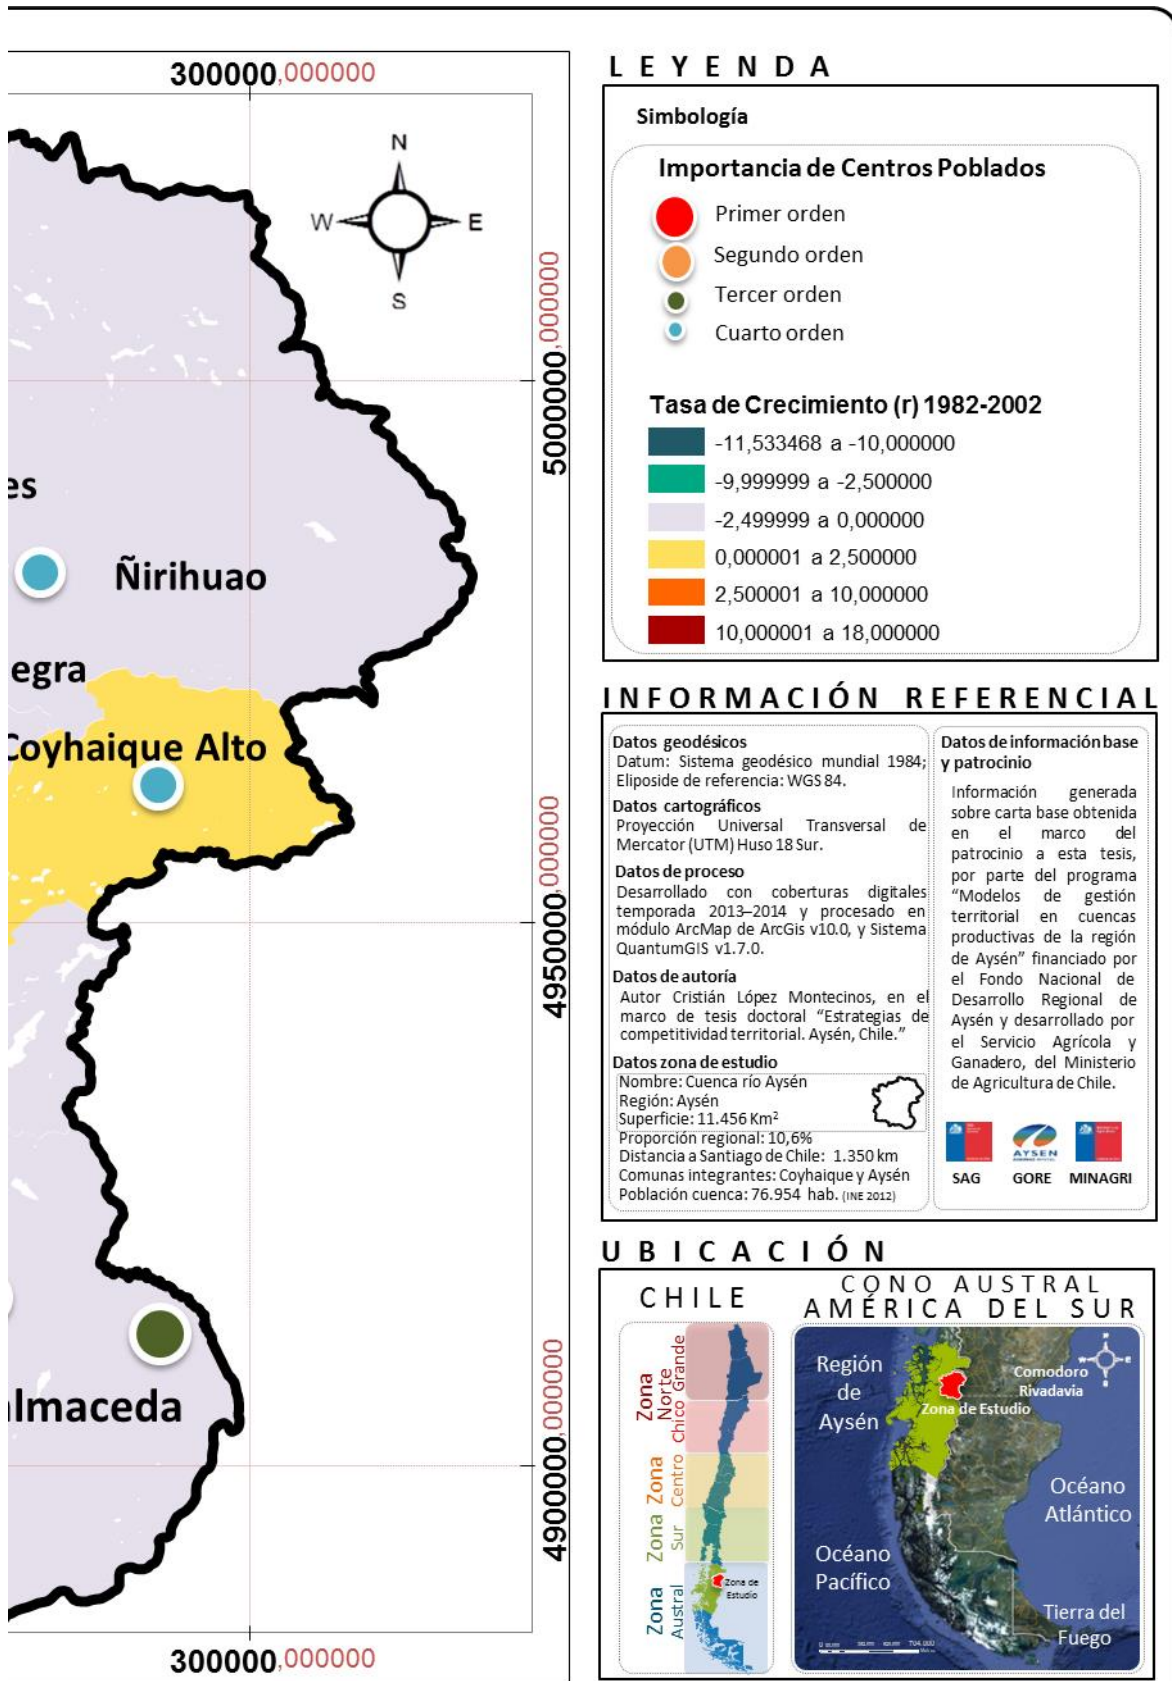 300000,000000
N
W
E
S
5000000,000000
es
Ñirihuao
egra
Coyhaique Alto
4950000,000000
almaceda
4900000,000000
300000,000000
LEYENDA
Simbología
Importancia de Centros Poblados
Primer orden
Segundo orden
Tercer orden
Cuarto orden
Tasa de Crecimiento (r) 1982-2002
-11,533468 a -10,000000
-9,999999 a -2,500000
-2,499999 a 0,000000
0,000001 a 2,500000
2,500001 a 10,000000
10,000001 a 18,000000
INFORMACIÓN REFERENCIAL
Datos geodésicos
Datum: Sistema geodésico mundial 1984;
Eliposide de referencia: WGS 84.
Datos cartográficos
Proyección Universal Transversal de
Mercator (UTM) Huso 18 Sur.
Datos de proceso
Desarrollado con coberturas digitales
temporada 2013–2014 y procesado en
módulo ArcMap de ArcGis v10.0, y Sistema
QuantumGIS v1.7.0.
Datos de autoría
Autor Cristián López Montecinos, en el
marco de tesis doctoral “Estrategias de
competitividad territorial. Aysén, Chile.”
Datos zona de estudio
Nombre: Cuenca río Aysén
Región: Aysén
Superficie: 11.456 Km²
Proporción regional: 10,6%
Distancia a Santiago de Chile: 1.350 km
Comunas integrantes: Coyhaique y Aysén
Población cuenca: 76.954 hab. (INE 2012)
Datos de información base
y patrocinio
Información generada
sobre carta base obtenida
en el marco del
patrocinio a esta tesis,
por parte del programa
“Modelos de gestión
territorial en cuencas
productivas de la región
de Aysén” financiado por
el Fondo Nacional de
Desarrollo Regional de
Aysén y desarrollado por
el Servicio Agrícola y
Ganadero, del Ministerio
de Agricultura de Chile.
AYSEN
SAG GORE MINAGRI
UBICACIÓN
CHILE
Zona
Norte
Grande
Chico
Zona
Centro
Zona
Sur
Zona
Austral
Zona de
Estudio
CONO AUSTRAL
AMÉRICA DEL SUR
Región
de
Aysén
Comodoro
Rivadavia
Zona de Estudio
Océano
Atlántico
Océano
Pacífico
Tierra del
Fuego